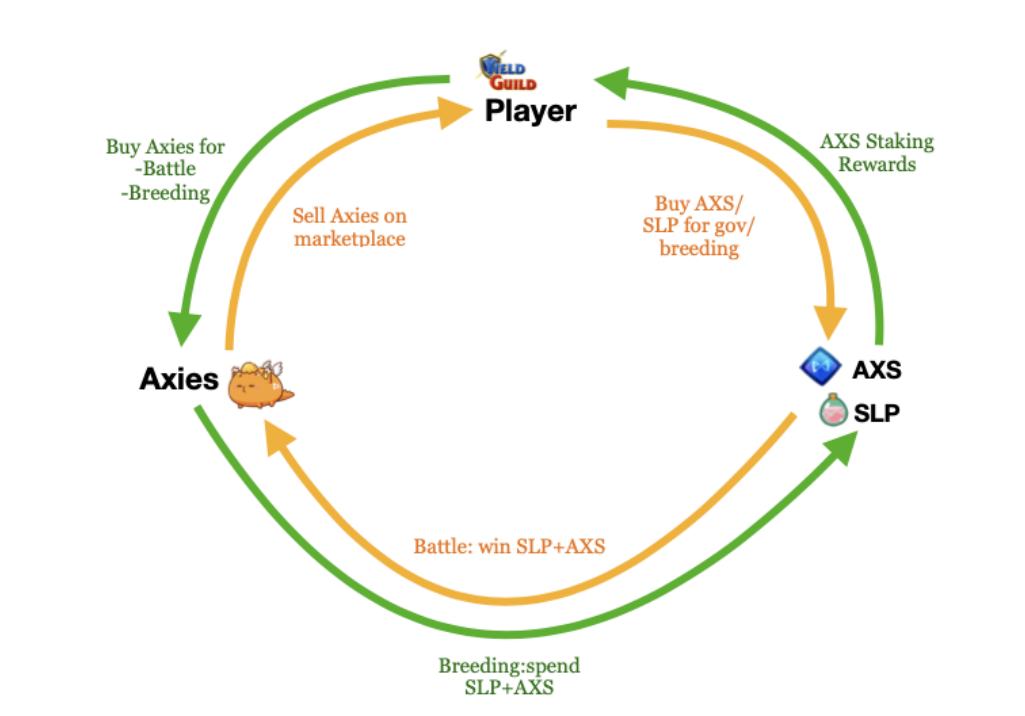 YIELD
GUILD
Player
Buy Axies for
-Battle
-Breeding
AXS Staking
Rewards
Sell Axies on
marketplace
Buy AXS/
SLP for gov/
breeding
Axies
AXS
SLP
Battle: win SLP+AXS
Breeding:spend
SLP+AXS